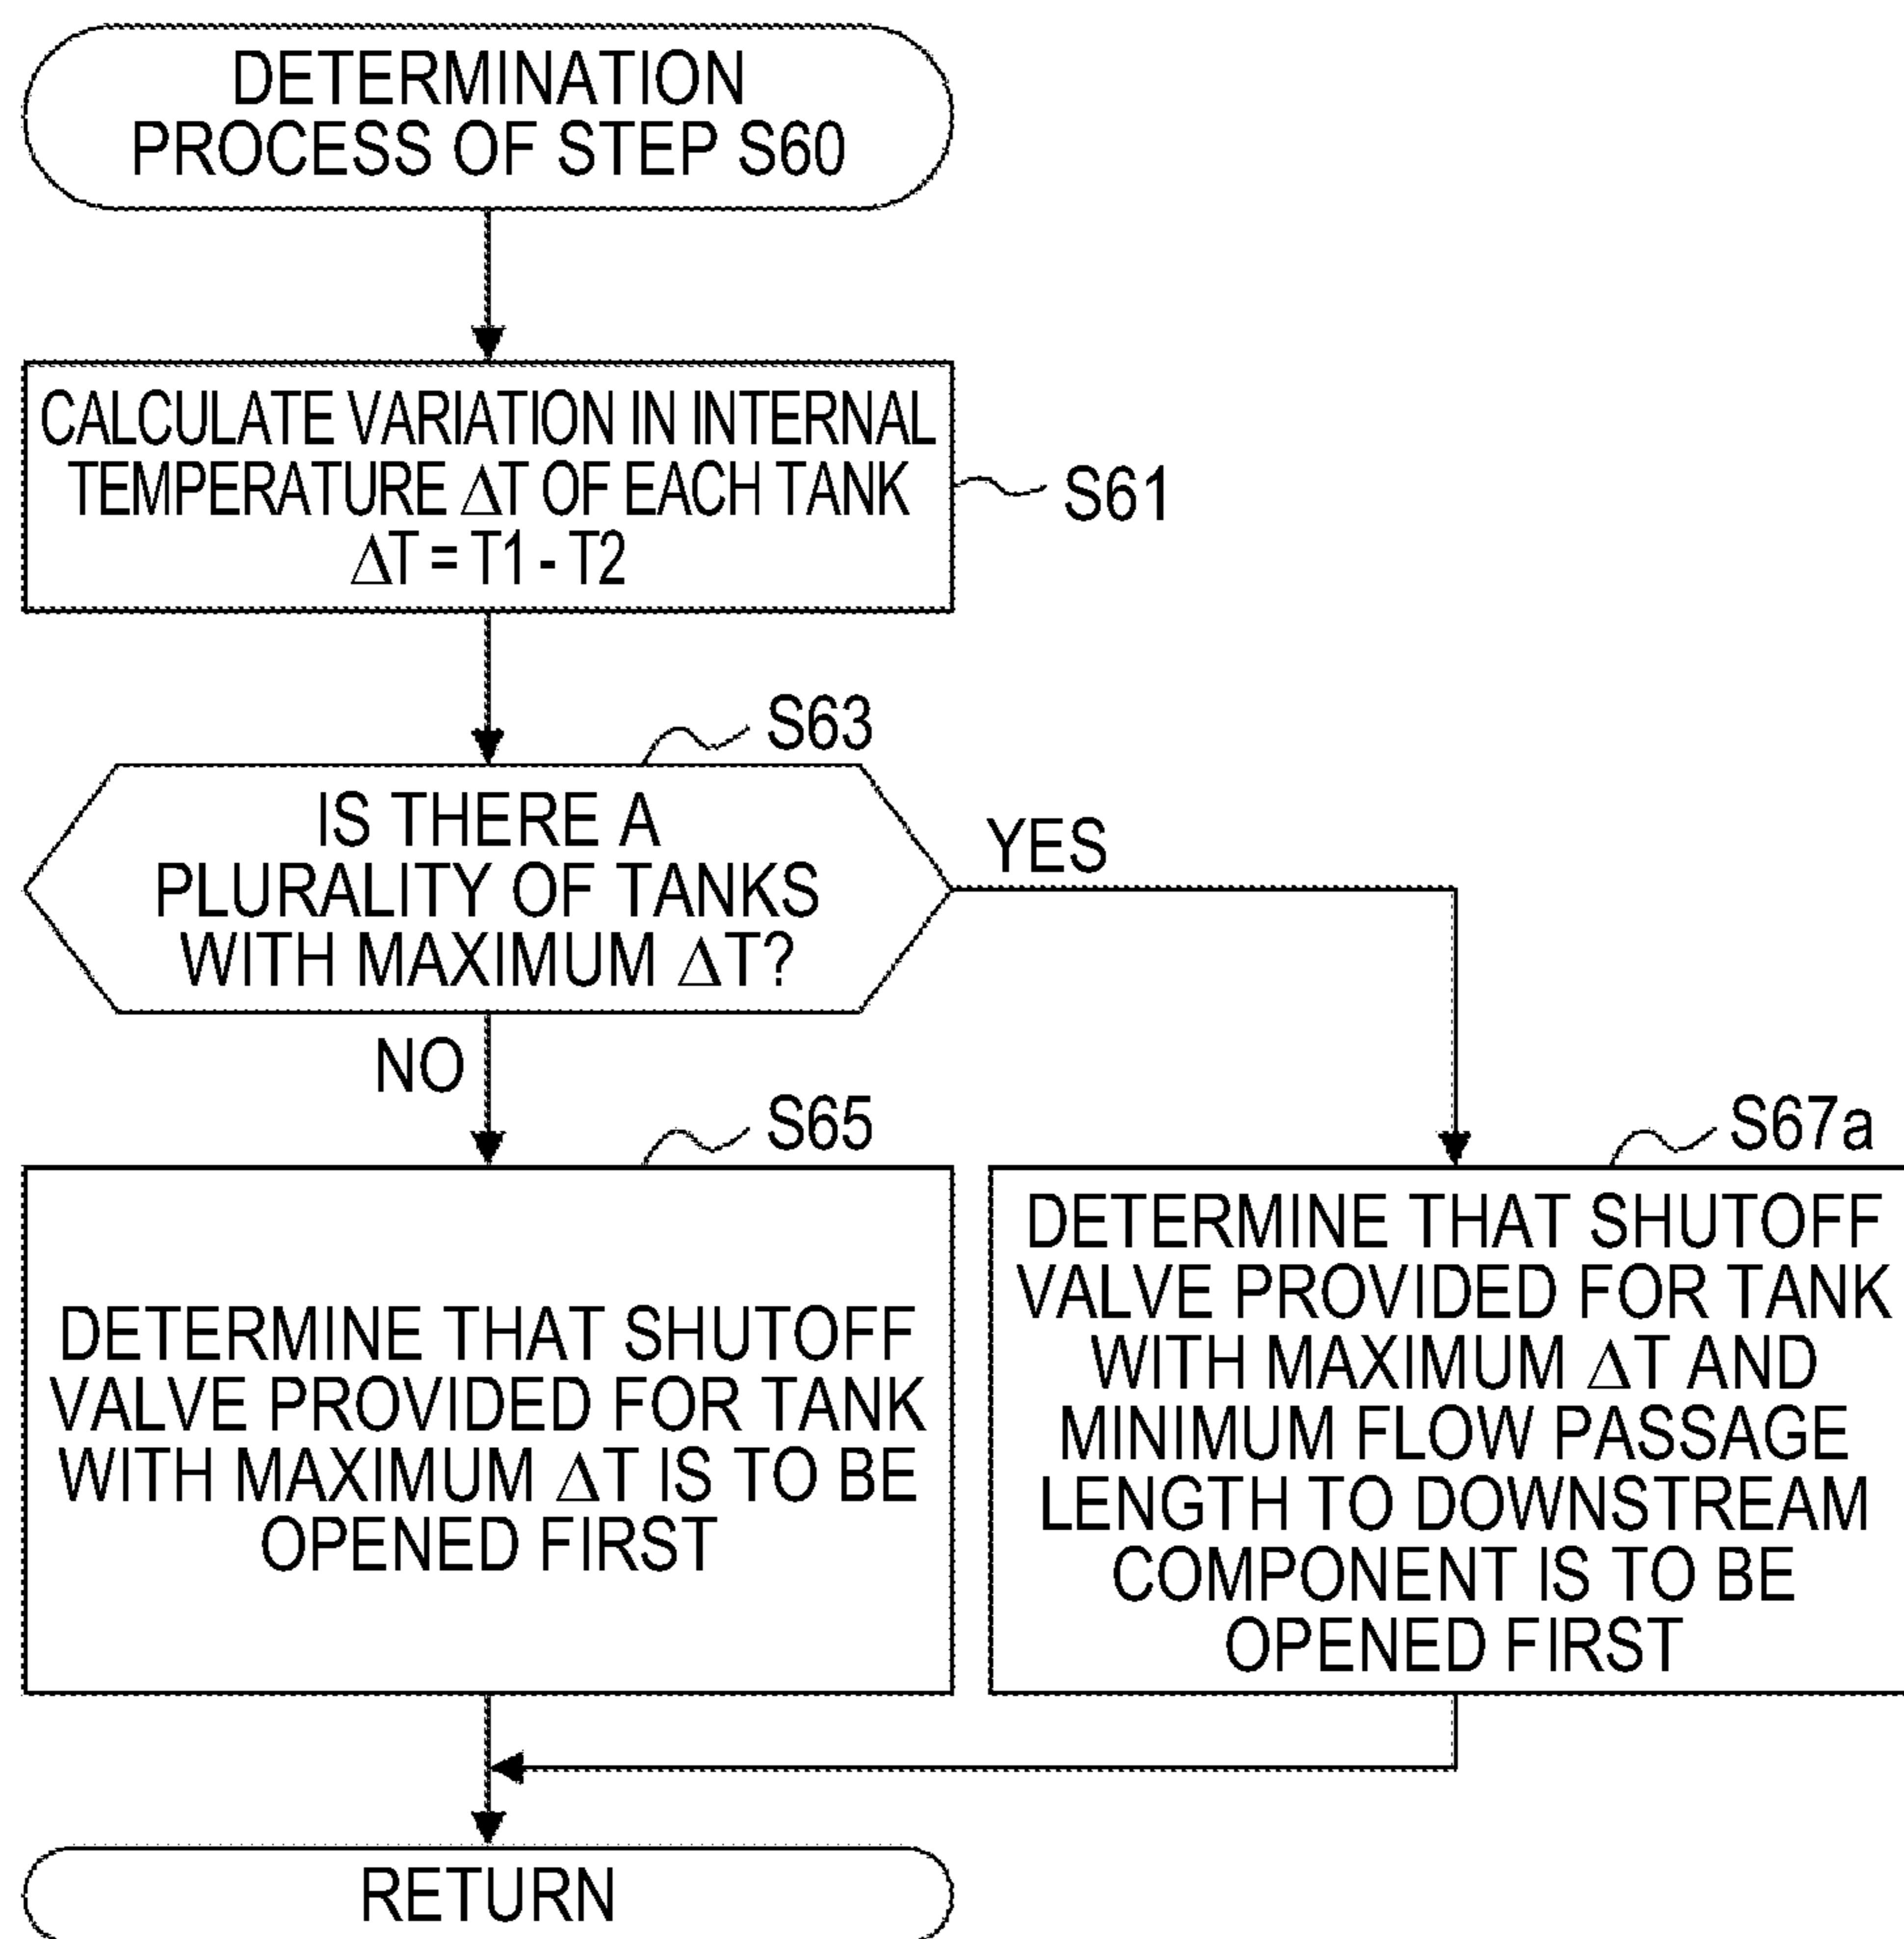 DETERMINATION
PROCESS OF STEP S60
CALCULATE VARIATION IN INTERNAL
TEMPERATURE ΔT OF EACH TANK
ΔT = T1 - T2
S61
S63
IS THERE A
PLURALITY OF TANKS
WITH MAXIMUM ΔT?
YES
NO
S65
DETERMINE THAT SHUTOFF
VALVE PROVIDED FOR TANK
WITH MAXIMUM ΔT IS TO BE
OPENED FIRST
S67a
DETERMINE THAT SHUTOFF
VALVE PROVIDED FOR TANK
WITH MAXIMUM ΔT AND
MINIMUM FLOW PASSAGE
LENGTH TO DOWNSTREAM
COMPONENT IS TO BE
OPENED FIRST
RETURN